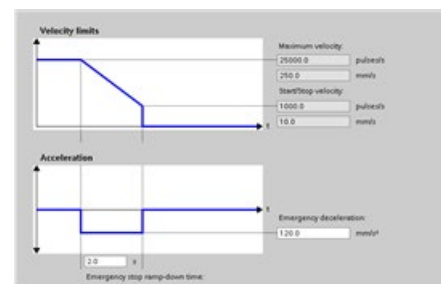 Velocity limits
Maximum velocity:
25000.0 pulses/s
250.0 mm/s
Start/Stop velocity:
1000.0 pulses/s
10.0 mm/s
t
Acceleration
t
Emergency deceleration:
120.0 mm/s²
2.0 s
Emergency stop ramp-down time: